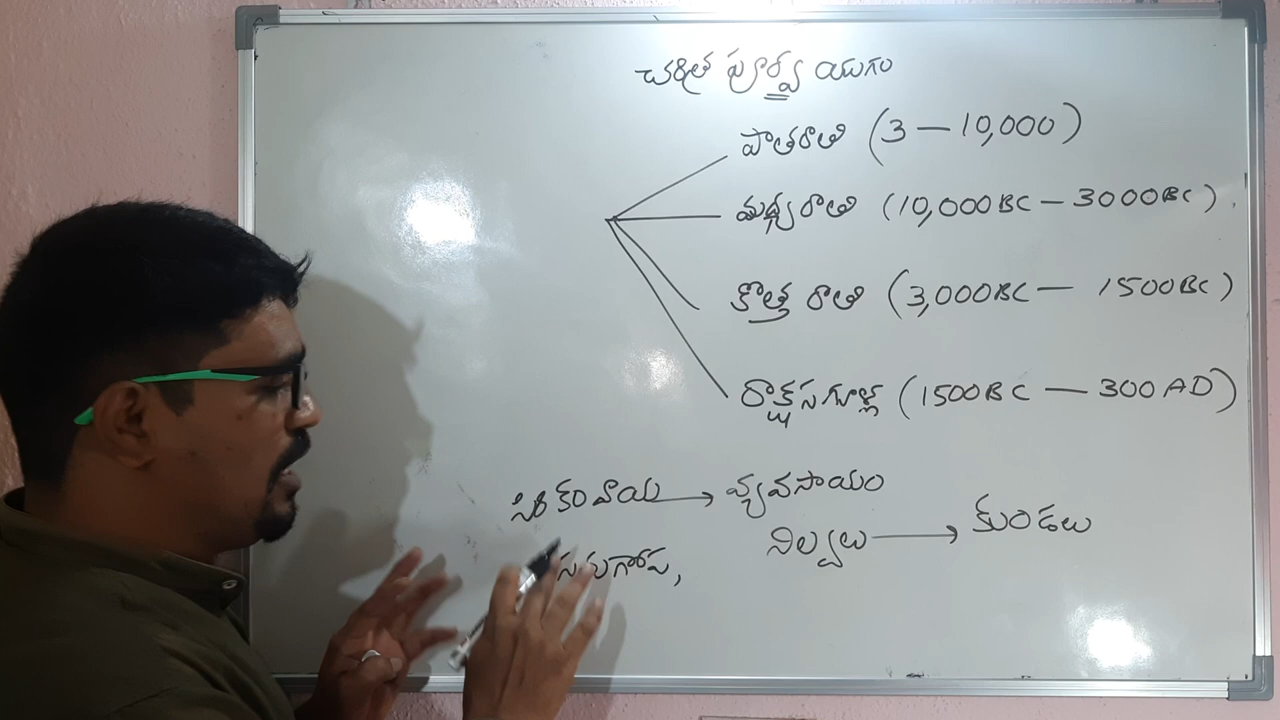 చరిత్ర పూర్వ యుగం
పాతరాతి (3 — 10,000)
మధ్య రాతి (10,000 BC — 3000 BC)
కొత్త రాతి (3,000 BC — 1500 BC)
రాక్షసగూళ్ళ (1500 BC — 300 AD)
→ వ్యవసాయం
నిల్వలు → కుండలు